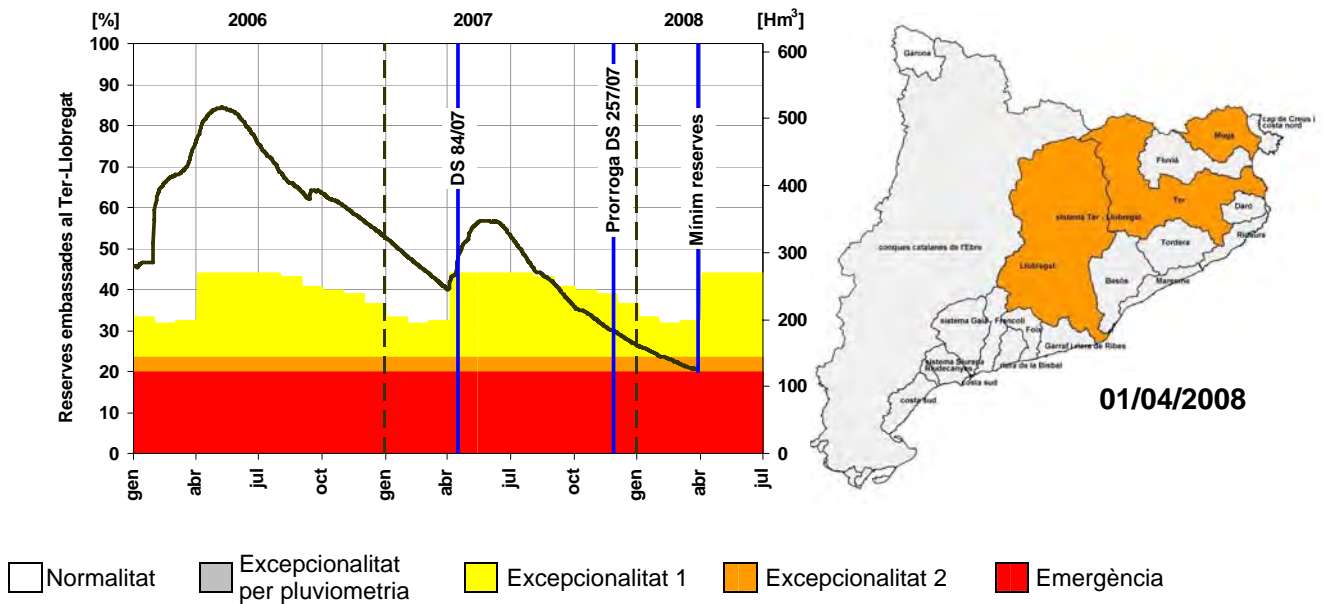 [%]
2006
2007
2008
[Hm³]
100
90
80
70
60
50
40
30
20
10
0
Reserves embassades al Ter-Llobregat
600
500
400
300
200
100
0
DS 84/07
Prorroga DS 257/07
Mínim reserves
gen
abr
jul
oct
gen
abr
jul
oct
gen
abr
jul
Garona
cap de Creus i
costa nord
Muga
Fluvià
Ter
Daró
Ridaura
sistema Ter - Llobregat
Tordera
conques catalanes de l'Ebre
Llobregat
Besòs
Maresme
sistema Gaià - Francolí
Foix
Garraf i riera de Ribes
sistema Siurana
Riudecanyes
riera de la Bisbal
costa sud
costa sud
01/04/2008
Normalitat
Excepcionalitat
per pluviometria
Excepcionalitat 1
Excepcionalitat 2
Emergència